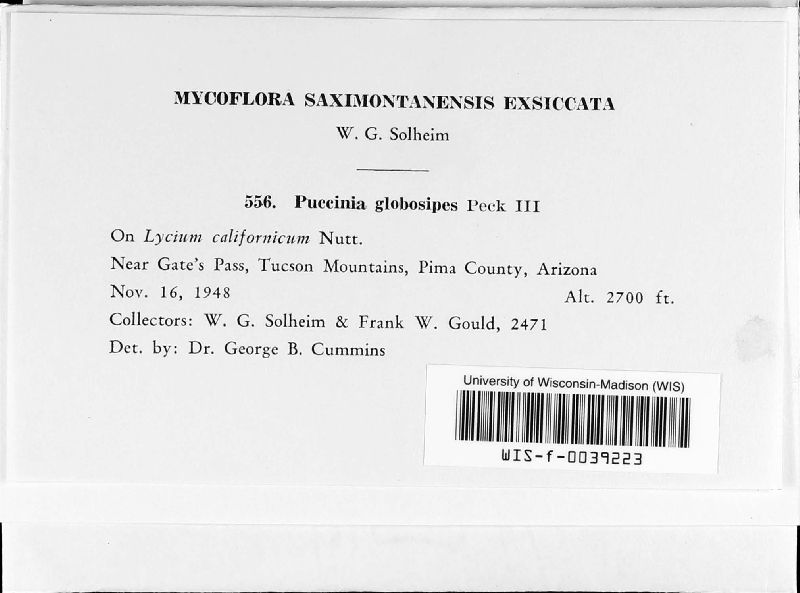 MYCOFLORA SAXIMONTANENSIS EXSICCATA
W. G. Solheim
556. Puccinia globosipes Peck III
On Lycium californicum Nutt.
Near Gate's Pass, Tucson Mountains, Pima County, Arizona
Nov. 16, 1948 Alt. 2700 ft.
Collectors: W. G. Solheim & Frank W. Gould, 2471
Det. by: Dr. George B. Cummins
University of Wisconsin-Madison (WIS)
WIS-f-0039223